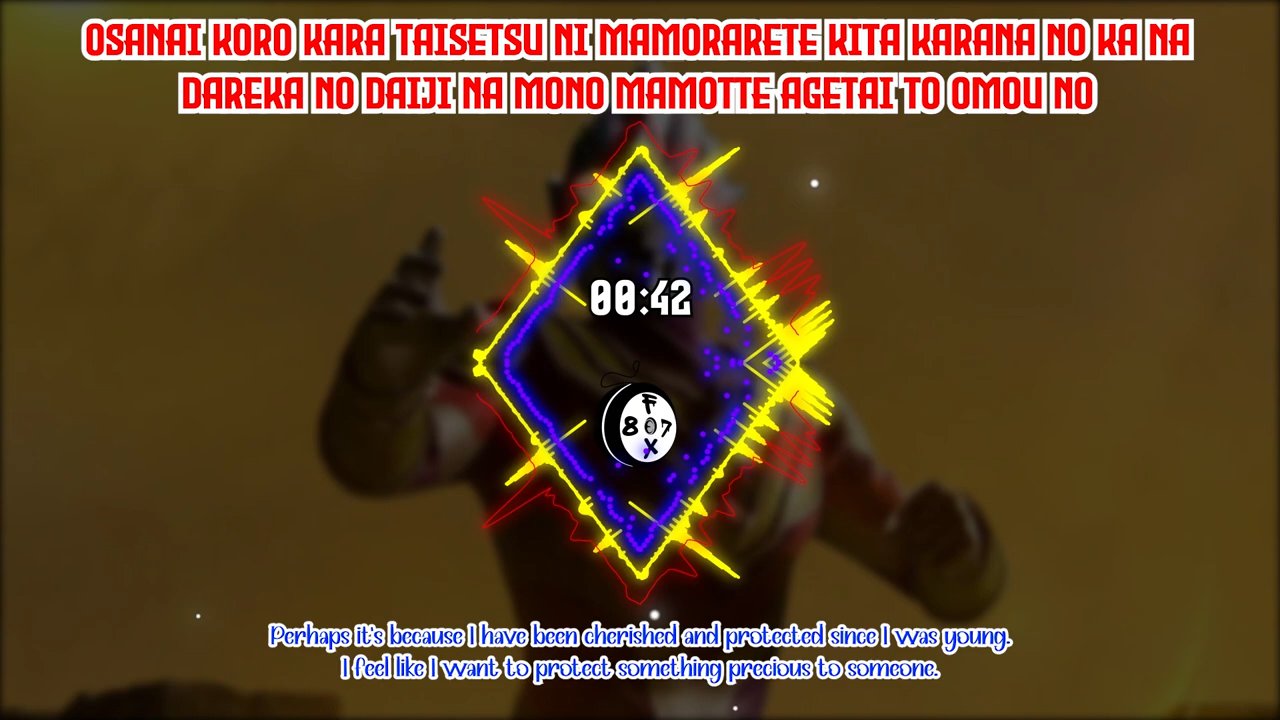 OSANAI KORO KARA TAISETSU NI MAMORARETE KITA KARANA NO KA NA
DAREKA NO DAIJI NA MONO MAMOTTE AGETAI TO OMOU NO
00:42
F
8 7
X
Perhaps it's because I have been cherished and protected since I was young.
I feel like I want to protect something precious to someone.